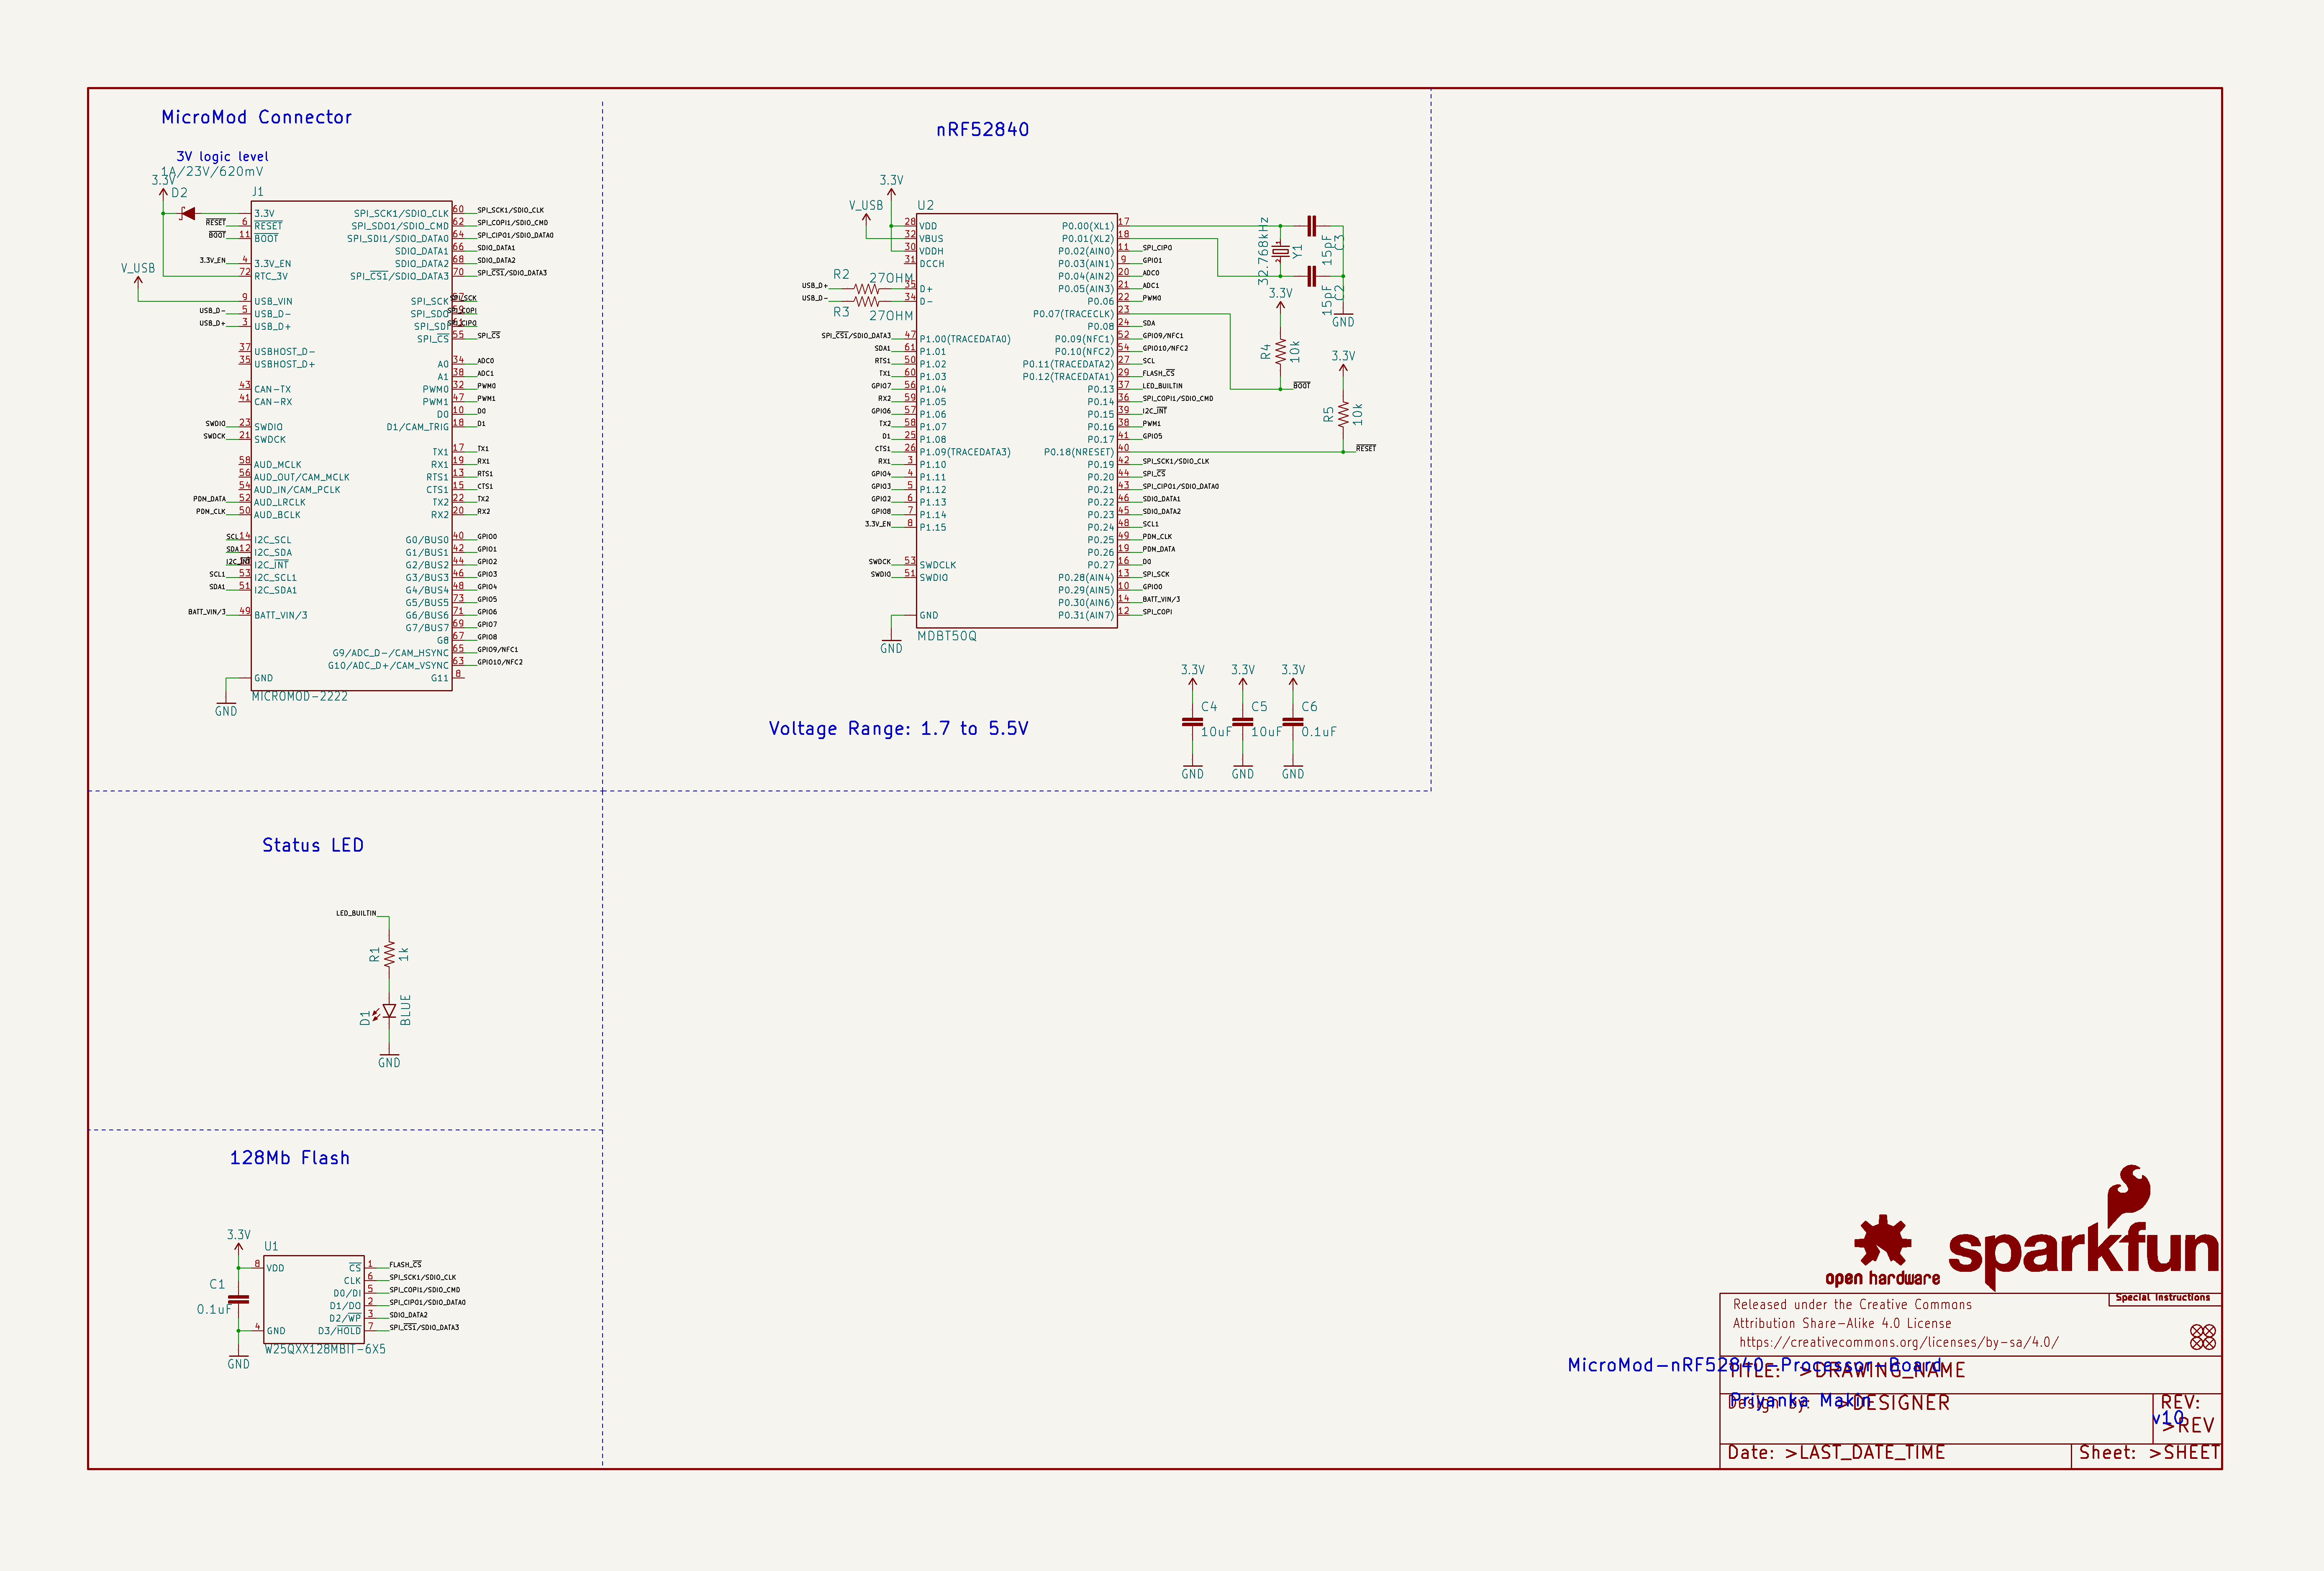 MicroMod Connector
3V logic level
1A/23V/620mV
3.3V
D2
J1
3.3V
RESET
6
RESET
BOOT
11
BOOT
3.3V_EN
4
3.3V_EN
72
RTC_3V
V_USB
9
USB_VIN
USB_D-
5
USB_D-
USB_D+
3
USB_D+
37
USBHOST_D-
35
USBHOST_D+
43
CAN-TX
41
CAN-RX
SWDIO
23
SWDIO
SWDCK
21
SWDCK
58
AUD_MCLK
56
AUD_OUT/CAM_MCLK
54
AUD_IN/CAM_PCLK
PDM_DATA
52
AUD_LRCLK
PDM_CLK
50
AUD_BCLK
SCL
14
I2C_SCL
SDA
12
I2C_SDA
I2C_INT
I2C_INT
SCL1
53
I2C_SCL1
SDA1
51
I2C_SDA1
BATT_VIN/3
49
BATT_VIN/3
GND
GND
MICROMOD-2222
SPI_SCK1/SDIO_CLK
60
SPI_SCK1/SDIO_CLK
SPI_SDO1/SDIO_CMD
62
SPI_COPI1/SDIO_CMD
SPI_SDI1/SDIO_DATA0
64
SPI_CIPO1/SDIO_DATA0
SDIO_DATA1
66
SDIO_DATA1
SDIO_DATA2
68
SDIO_DATA2
SPI_CS1/SDIO_DATA3
70
SPI_CS1/SDIO_DATA3
SPI_SCK
57
SPI_SCK
SPI_SDO
59
SPI_COPI
SPI_SDI
61
SPI_CIPO
SPI_CS
55
SPI_CS
A0
34
ADC0
A1
38
ADC1
PWM0
32
PWM0
PWM1
47
PWM1
D0
10
D0
D1/CAM_TRIG
18
D1
TX1
17
TX1
RX1
19
RX1
RTS1
13
RTS1
CTS1
15
CTS1
TX2
22
TX2
RX2
20
RX2
G0/BUS0
40
GPIO0
G1/BUS1
42
GPIO1
G2/BUS2
44
GPIO2
G3/BUS3
46
GPIO3
G4/BUS4
48
GPIO4
G5/BUS5
73
GPIO5
G6/BUS6
71
GPIO6
G7/BUS7
69
GPIO7
G8
67
GPIO8
G9/ADC_D-/CAM_HSYNC
65
GPIO9/NFC1
G10/ADC_D+/CAM_VSYNC
63
GPIO10/NFC2
G11
8
nRF52840
3.3V
V_USB
U2
28
VDD
32
VBUS
30
VDDH
31
DCCH
R2
27OHM
USB_D+
35
D+
USB_D-
34
D-
R3
27OHM
SPI_CS1/SDIO_DATA3
47
P1.00(TRACEDATA0)
SDA1
61
P1.01
RTS1
50
P1.02
TX1
60
P1.03
GPIO7
56
P1.04
RX2
59
P1.05
GPIO6
57
P1.06
TX2
58
P1.07
D1
25
P1.08
CTS1
26
P1.09(TRACEDATA3)
RX1
3
P1.10
GPIO4
4
P1.11
GPIO3
5
P1.12
GPIO2
6
P1.13
GPIO8
7
P1.14
3.3V_EN
8
P1.15
SWDCK
53
SWDCLK
SWDIO
51
SWDIO
GND
GND
MDBT50Q
P0.00(XL1)
17
P0.01(XL2)
18
P0.02(AIN0)
11
SPI_CIPO
P0.03(AIN1)
9
GPIO1
P0.04(AIN2)
20
ADC0
P0.05(AIN3)
21
ADC1
P0.06
22
PWM0
P0.07(TRACECLK)
23
P0.08
24
SDA
P0.09(NFC1)
52
GPIO9/NFC1
P0.10(NFC2)
54
GPIO10/NFC2
P0.11(TRACEDATA2)
27
SCL
P0.12(TRACEDATA1)
29
FLASH_CS
P0.13
37
LED_BUILTIN
P0.14
36
SPI_COPI1/SDIO_CMD
P0.15
39
I2C_INT
P0.16
38
PWM1
P0.17
41
GPIO5
P0.18(NRESET)
40
P0.19
42
SPI_SCK1/SDIO_CLK
P0.20
44
SPI_CS
P0.21
43
SPI_CIPO1/SDIO_DATA0
P0.22
46
SDIO_DATA1
P0.23
45
SDIO_DATA2
P0.24
48
SCL1
P0.25
49
PDM_CLK
P0.26
19
PDM_DATA
P0.27
16
D0
P0.28(AIN4)
13
SPI_SCK
P0.29(AIN5)
10
GPIO0
P0.30(AIN6)
14
BATT_VIN/3
P0.31(AIN7)
12
SPI_COPI
32.768kHz
Y1
1
2
15pF
C3
15pF
C2
GND
3.3V
R4
10k
BOOT
3.3V
R5
10k
RESET
Voltage Range: 1.7 to 5.5V
3.3V
C4
10uF
GND
3.3V
C5
10uF
GND
3.3V
C6
0.1uF
GND
Status LED
LED_BUILTIN
R1
1k
D1
BLUE
GND
128Mb Flash
3.3V
U1
C1
0.1uF
GND
8
VDD
4
GND
CS
1
FLASH_CS
CLK
6
SPI_SCK1/SDIO_CLK
D0/DI
5
SPI_COPI1/SDIO_CMD
D1/DO
2
SPI_CIPO1/SDIO_DATA0
D2/WP
3
SDIO_DATA2
D3/HOLD
7
SPI_CS1/SDIO_DATA3
W25QXX128MBIT-6X5
open hardware
sparkfun
Released under the Creative Commons
Attribution Share-Alike 4.0 License
https://creativecommons.org/licenses/by-sa/4.0/
Special Instructions
MicroMod-nRF52840-Processor-Board
TITLE: >DRAWING_NAME
Priyanka Makin
Design by: >DESIGNER
REV:
v10
>REV
Date: >LAST_DATE_TIME
Sheet: >SHEET